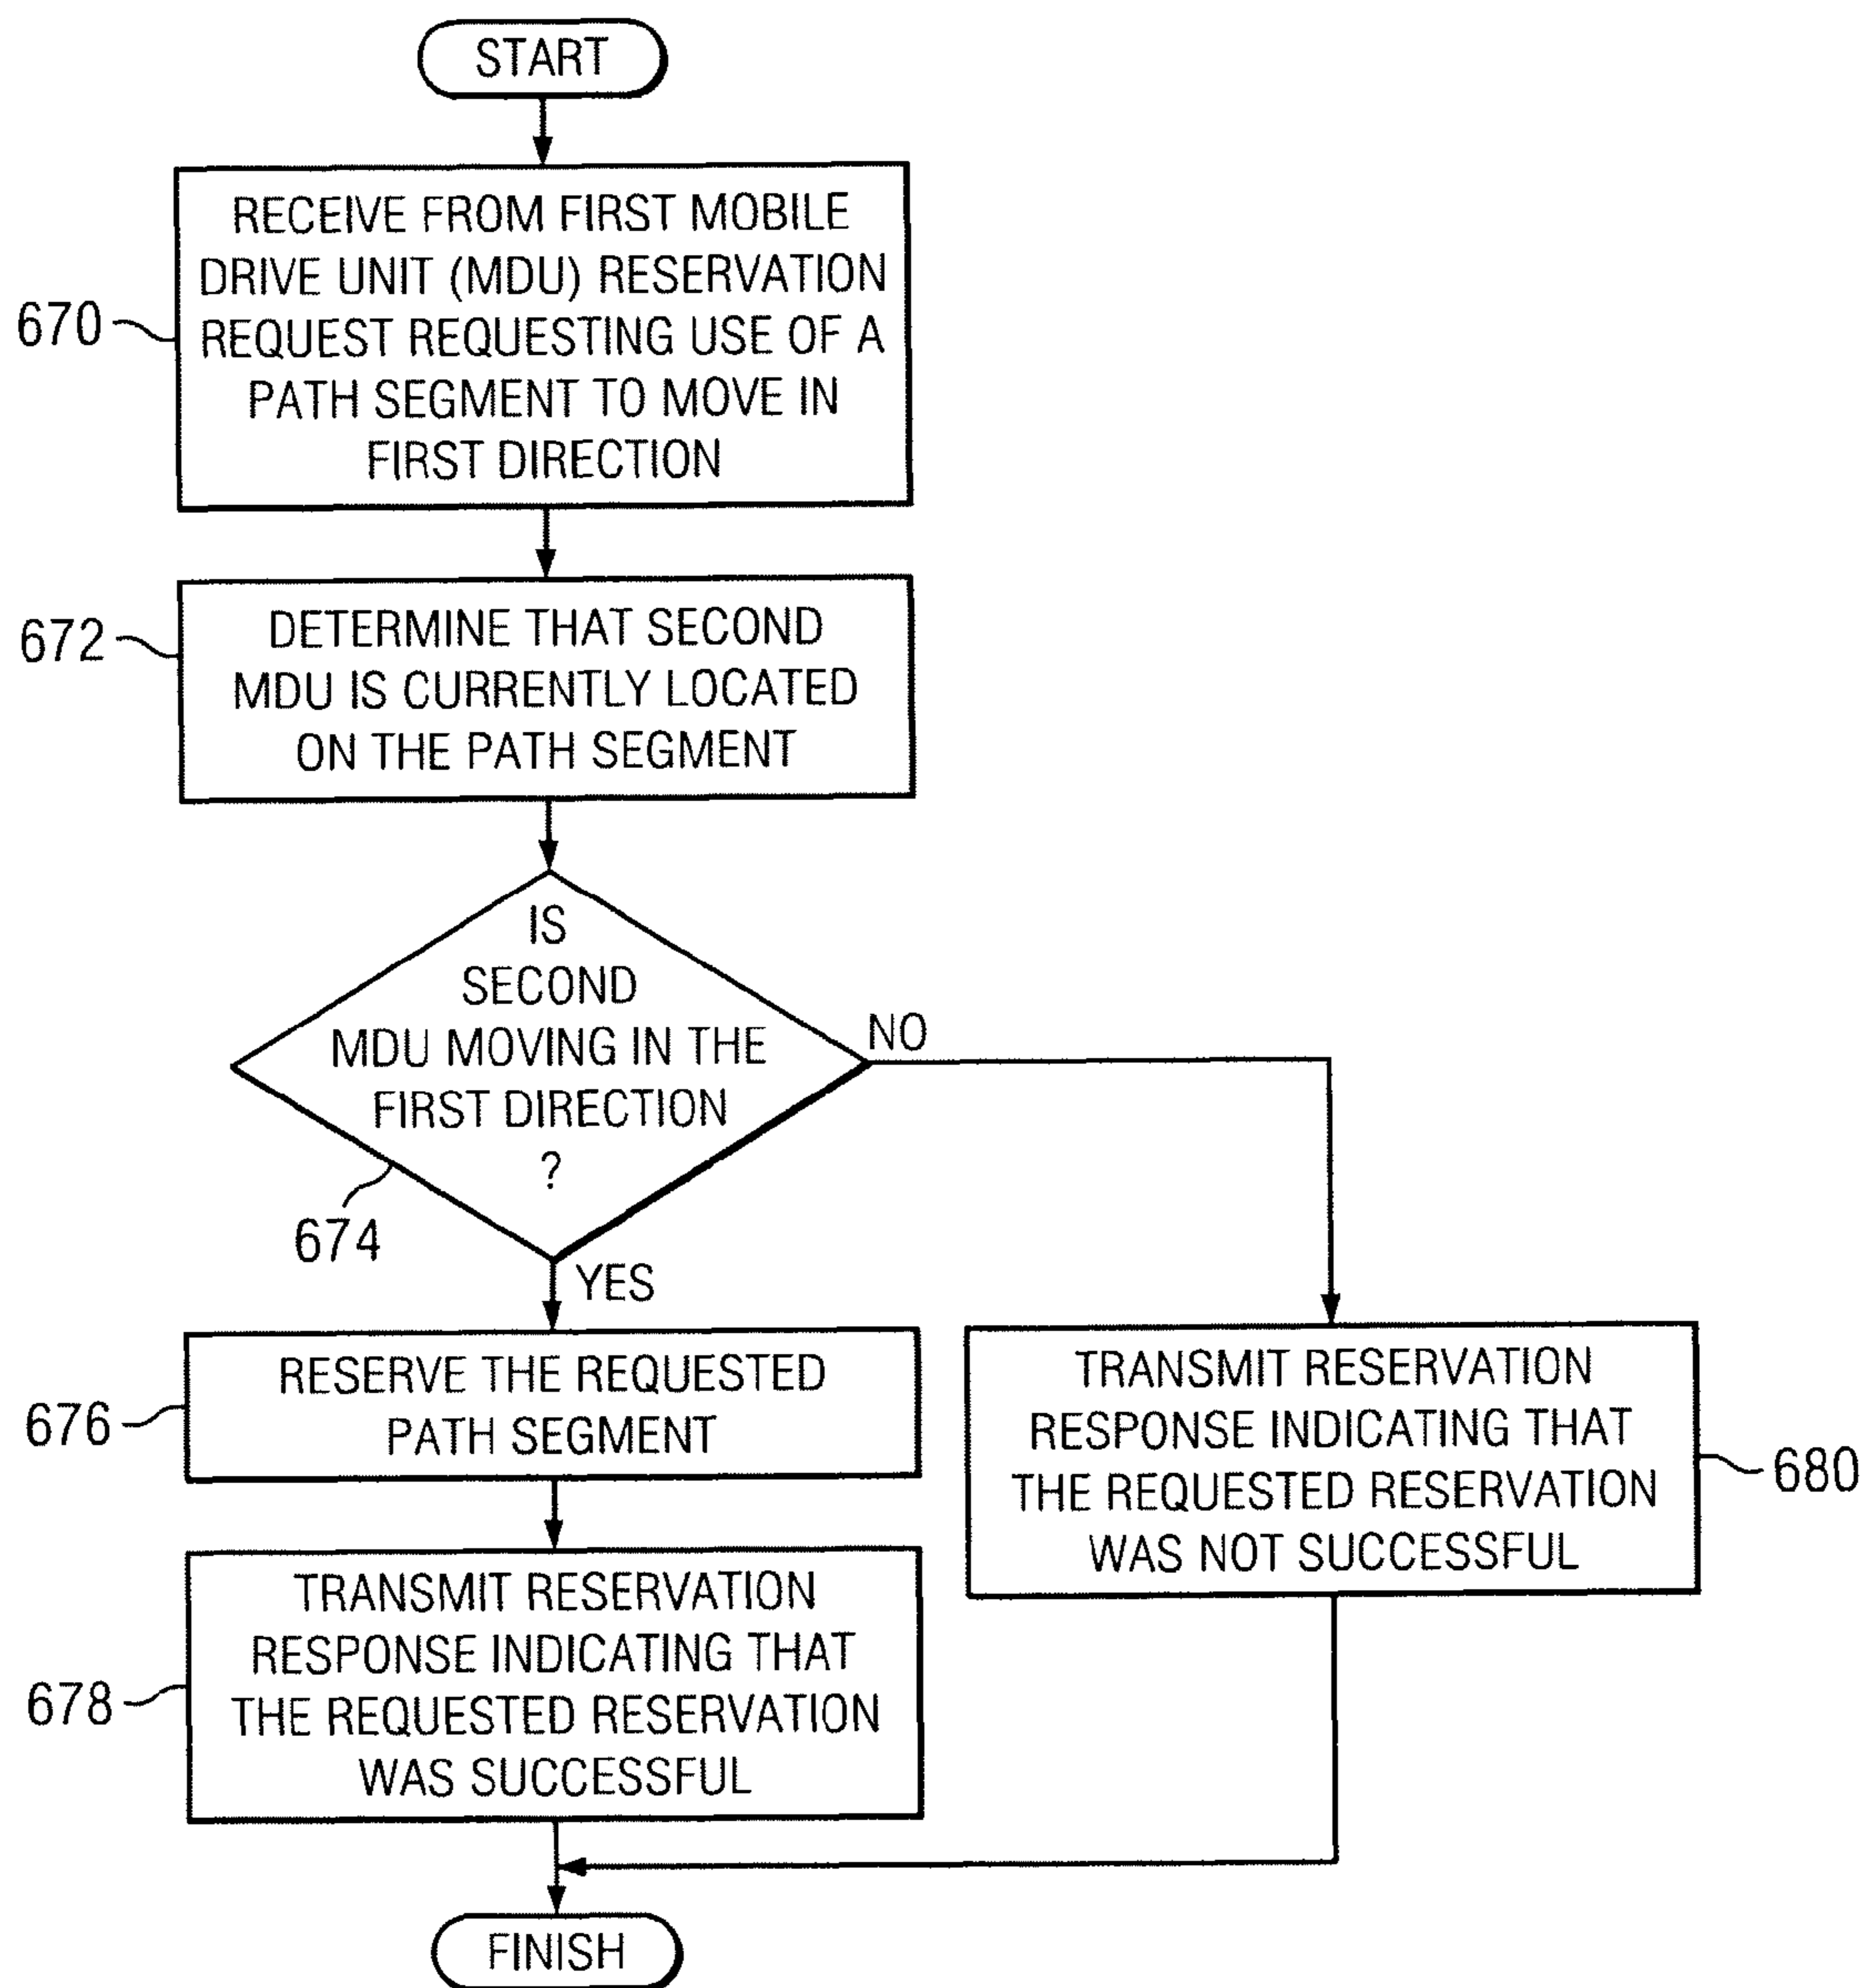 START
RECEIVE FROM FIRST MOBILE
DRIVE UNIT (MDU) RESERVATION
REQUEST REQUESTING USE OF A
PATH SEGMENT TO MOVE IN
FIRST DIRECTION
670
DETERMINE THAT SECOND
MDU IS CURRENTLY LOCATED
ON THE PATH SEGMENT
672
IS
SECOND
MDU MOVING IN THE
FIRST DIRECTION
?
674
NO
YES
RESERVE THE REQUESTED
PATH SEGMENT
676
TRANSMIT RESERVATION
RESPONSE INDICATING THAT
THE REQUESTED RESERVATION
WAS NOT SUCCESSFUL
680
TRANSMIT RESERVATION
RESPONSE INDICATING THAT
THE REQUESTED RESERVATION
WAS SUCCESSFUL
678
FINISH